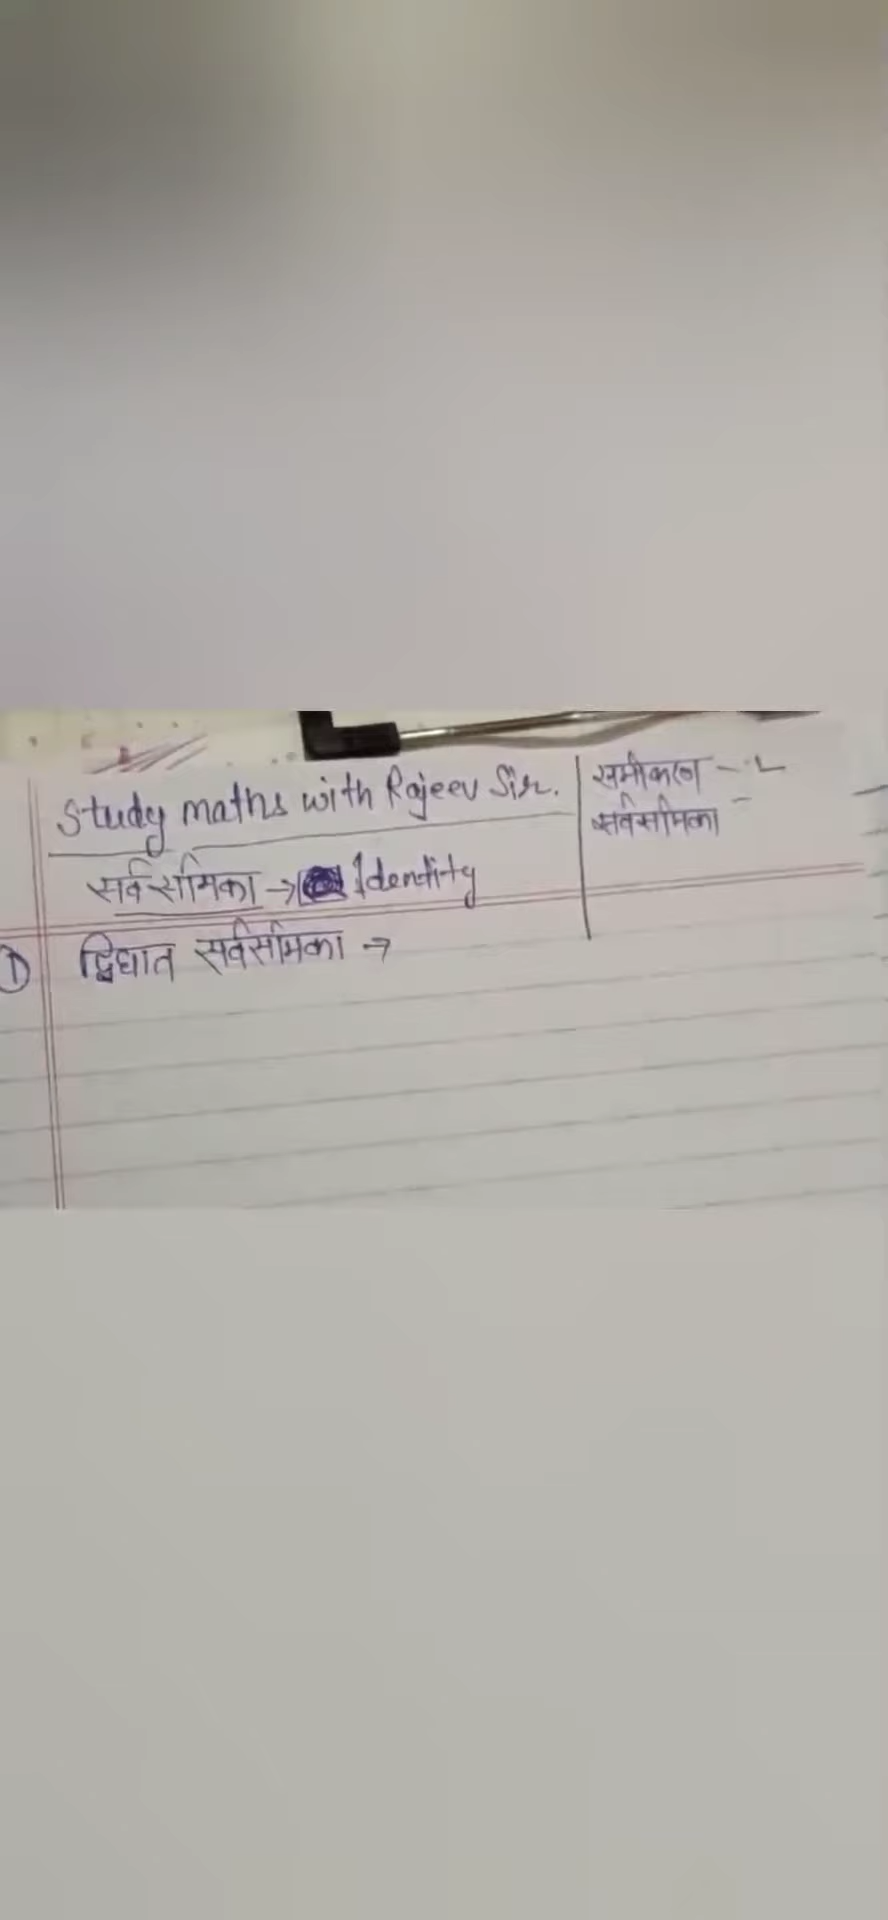 Study maths with Rajeev Sir.
सर्वसमिका → Identity
① द्विघात सर्वसमिका →
समीकरण -
सर्वसमिका -